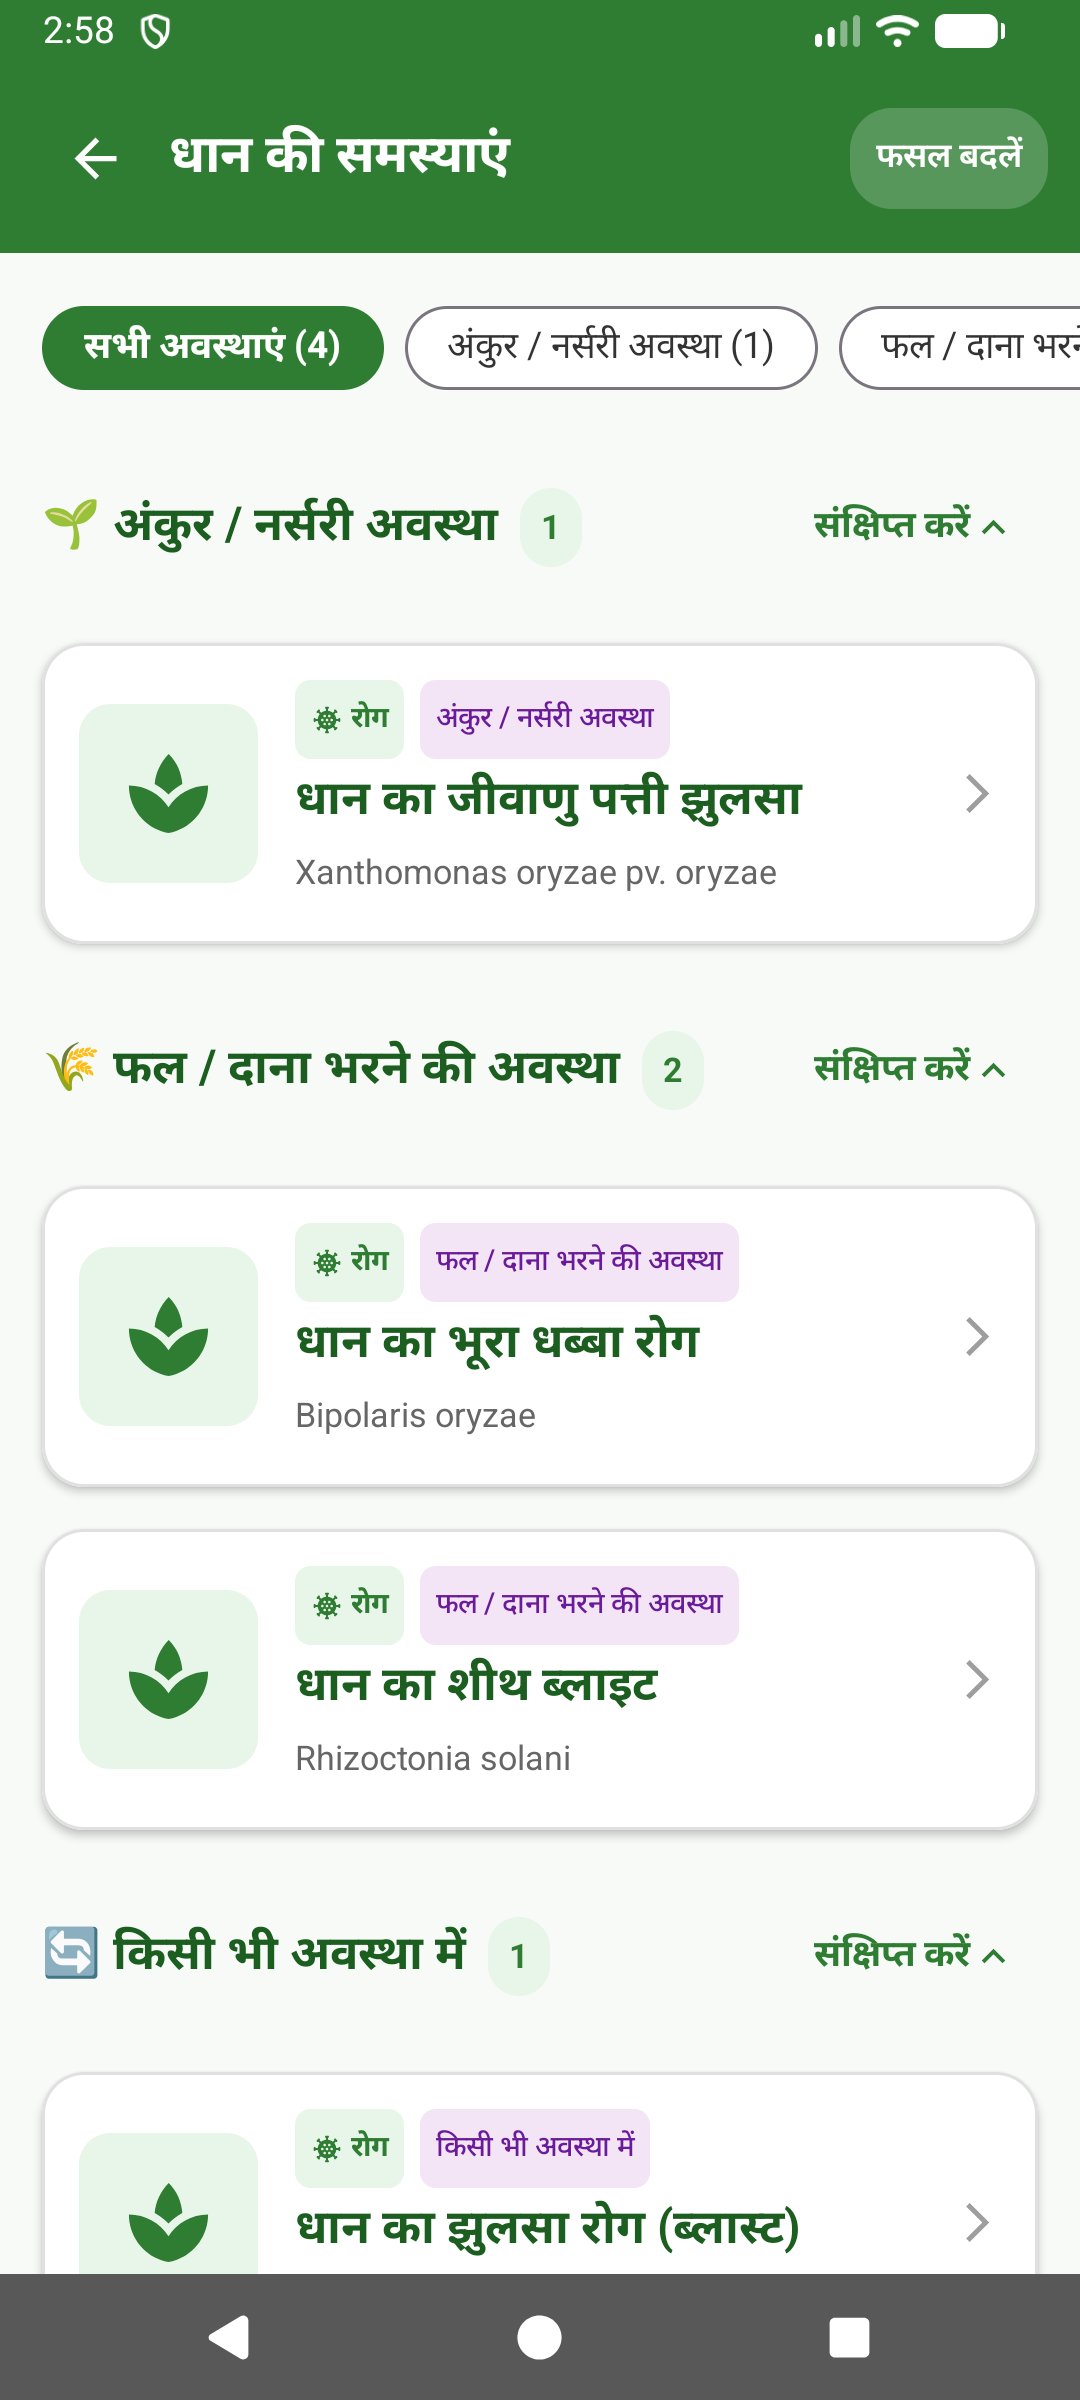 2:58
धान की समस्याएं
फसल बदलें
सभी अवस्थाएं (4)
अंकुर / नर्सरी अवस्था (1)
फल / दाना भरने
अंकुर / नर्सरी अवस्था 1
संक्षिप्त करें
रोग
अंकुर / नर्सरी अवस्था
धान का जीवाणु पत्ती झुलसा
Xanthomonas oryzae pv. oryzae
फल / दाना भरने की अवस्था 2
संक्षिप्त करें
रोग
फल / दाना भरने की अवस्था
धान का भूरा धब्बा रोग
Bipolaris oryzae
रोग
फल / दाना भरने की अवस्था
धान का शीथ ब्लाइट
Rhizoctonia solani
किसी भी अवस्था में 1
संक्षिप्त करें
रोग
किसी भी अवस्था में
धान का झुलसा रोग (ब्लास्ट)